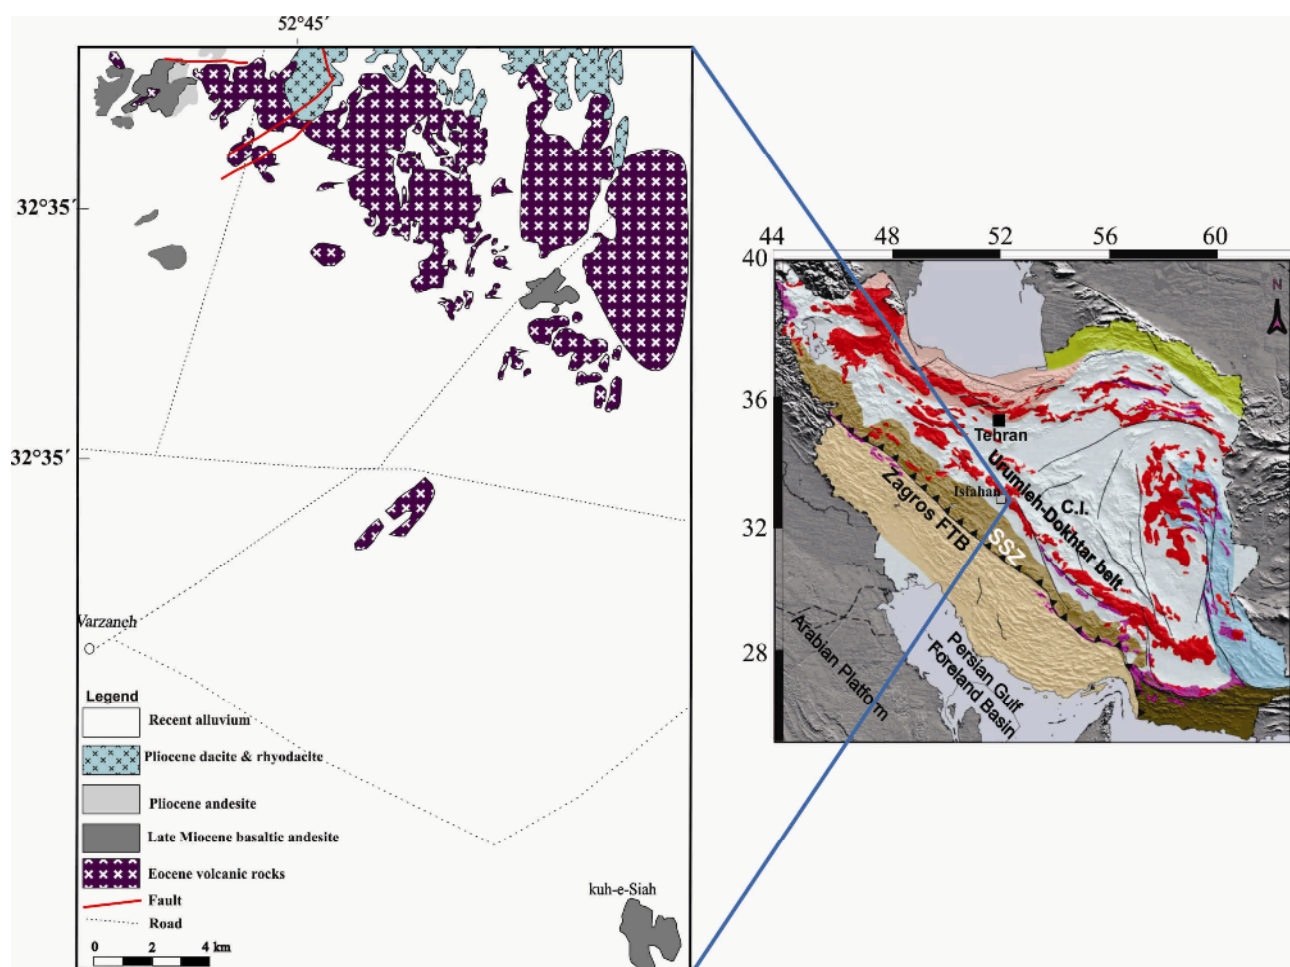 52°45´
32°35´
32°35´
Varzaneh
Legend
Recent alluvium
Pliocene dacite & rhyodacite
Pliocene andesite
Late Miocene basaltic andesite
Eocene volcanic rocks
Fault
Road
0 2 4 km
kuh-e-Siah
44 48 52 56 60
40
36
32
28
N
Tehran
Isfahan
Urumieh-Dokhtar belt
C.I.
Zagros FTB
SSZ
Arabian Platform
Persian Gulf
Foreland Basin